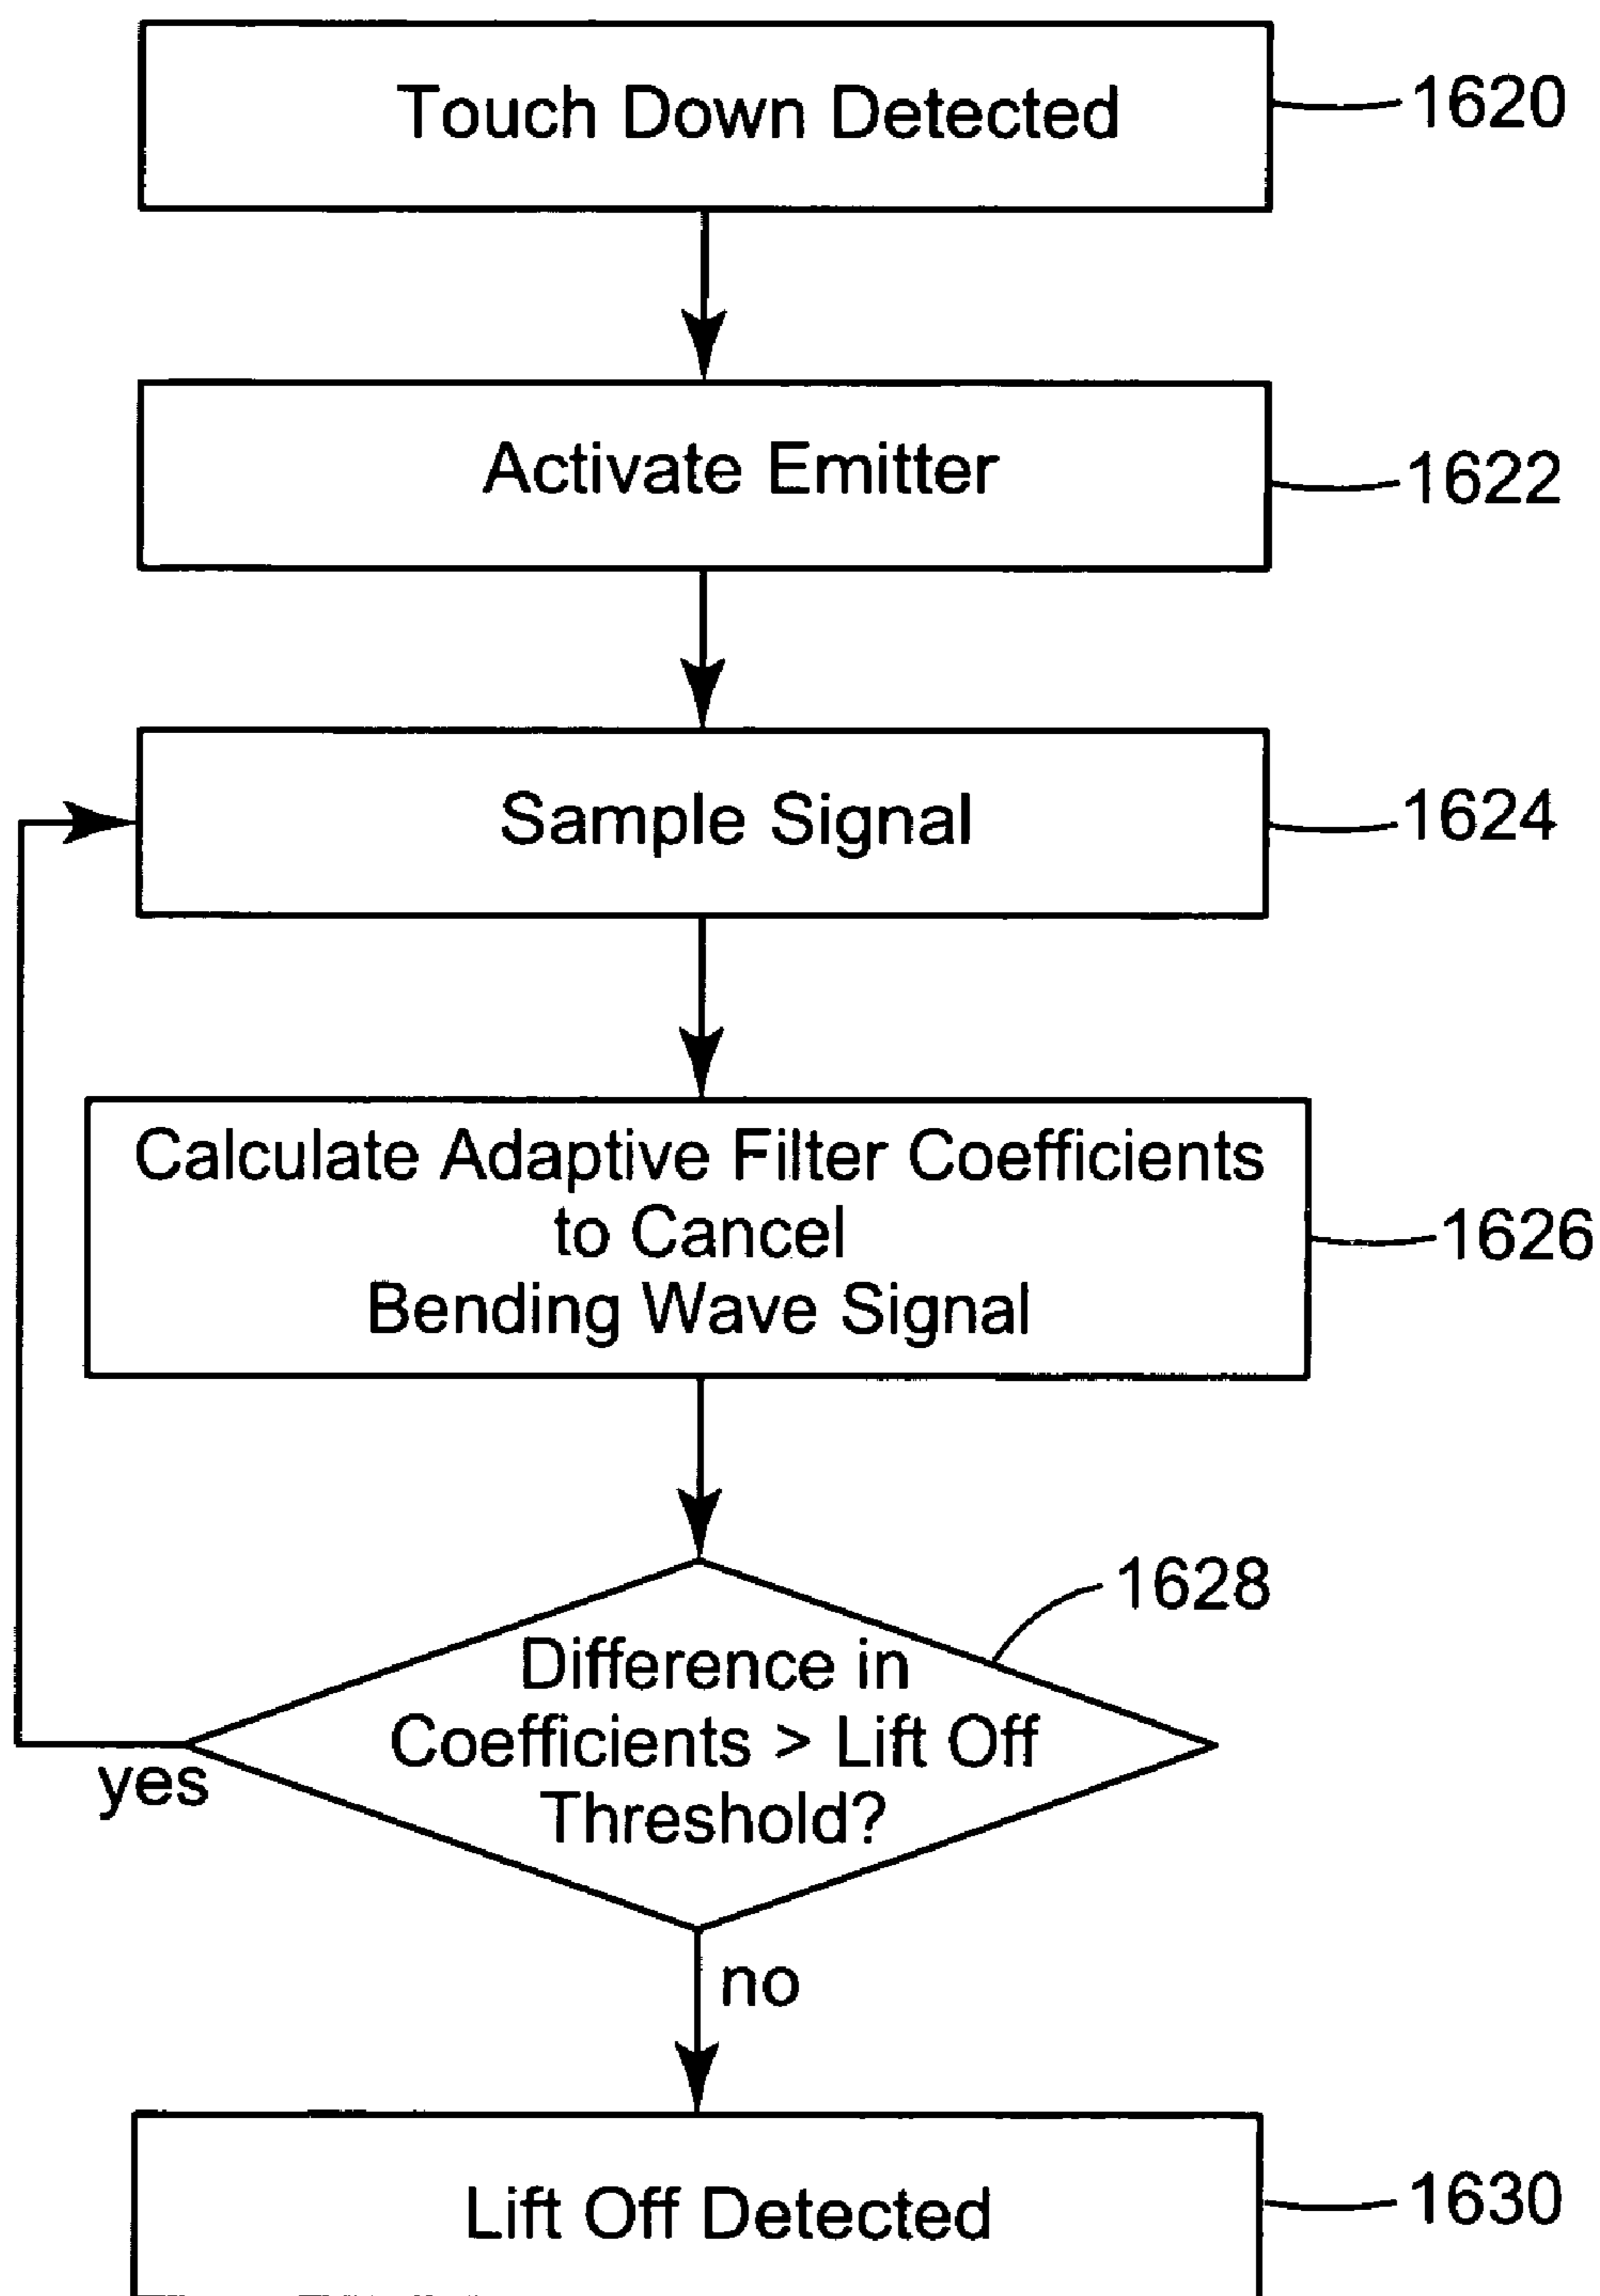 Touch Down Detected
1620
Activate Emitter
1622
Sample Signal
1624
Calculate Adaptive Filter Coefficients
to Cancel
Bending Wave Signal
1626
1628
Difference in
Coefficients > Lift Off
Threshold?
yes
no
Lift Off Detected
1630